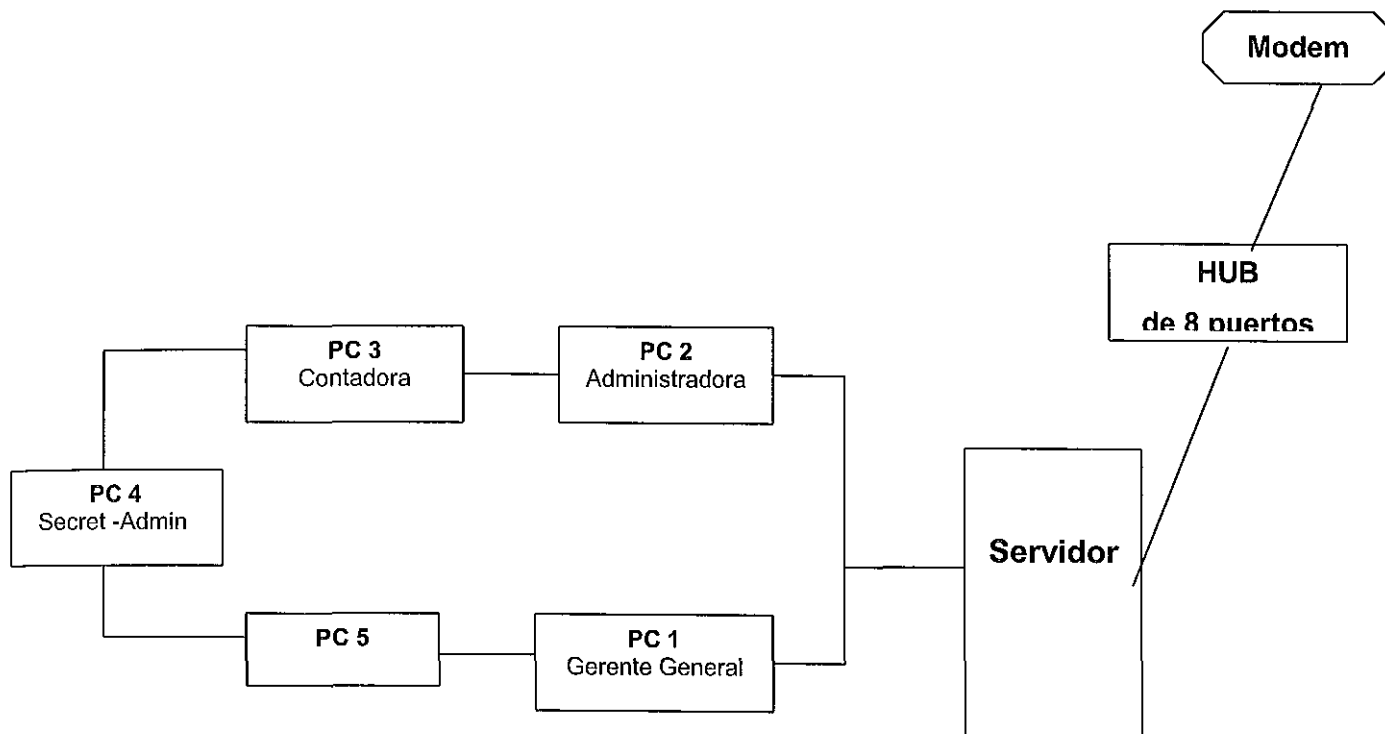 Modem
HUB
de 8 puertos
PC 3
Contadora
PC 2
Administradora
PC 4
Secret -Admin
Servidor
PC 5
PC 1
Gerente General